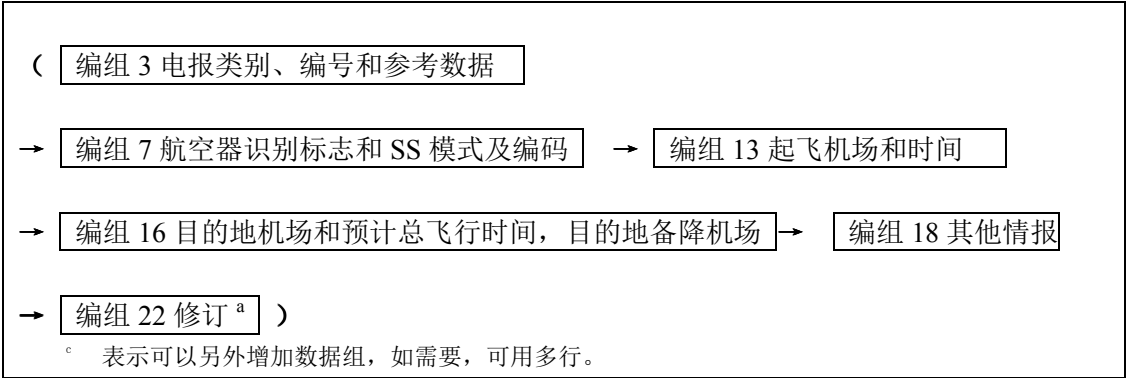 （ 编组 3 电报类别、编号和参考数据
→ 编组 7 航空器识别标志和 SS 模式及编码 → 编组 13 起飞机场和时间
→ 编组 16 目的地机场和预计总飞行时间，目的地备降机场 → 编组 18 其他情报
→ 编组 22 修订 a ）
c 表示可以另外增加数据组，如需要，可用多行。